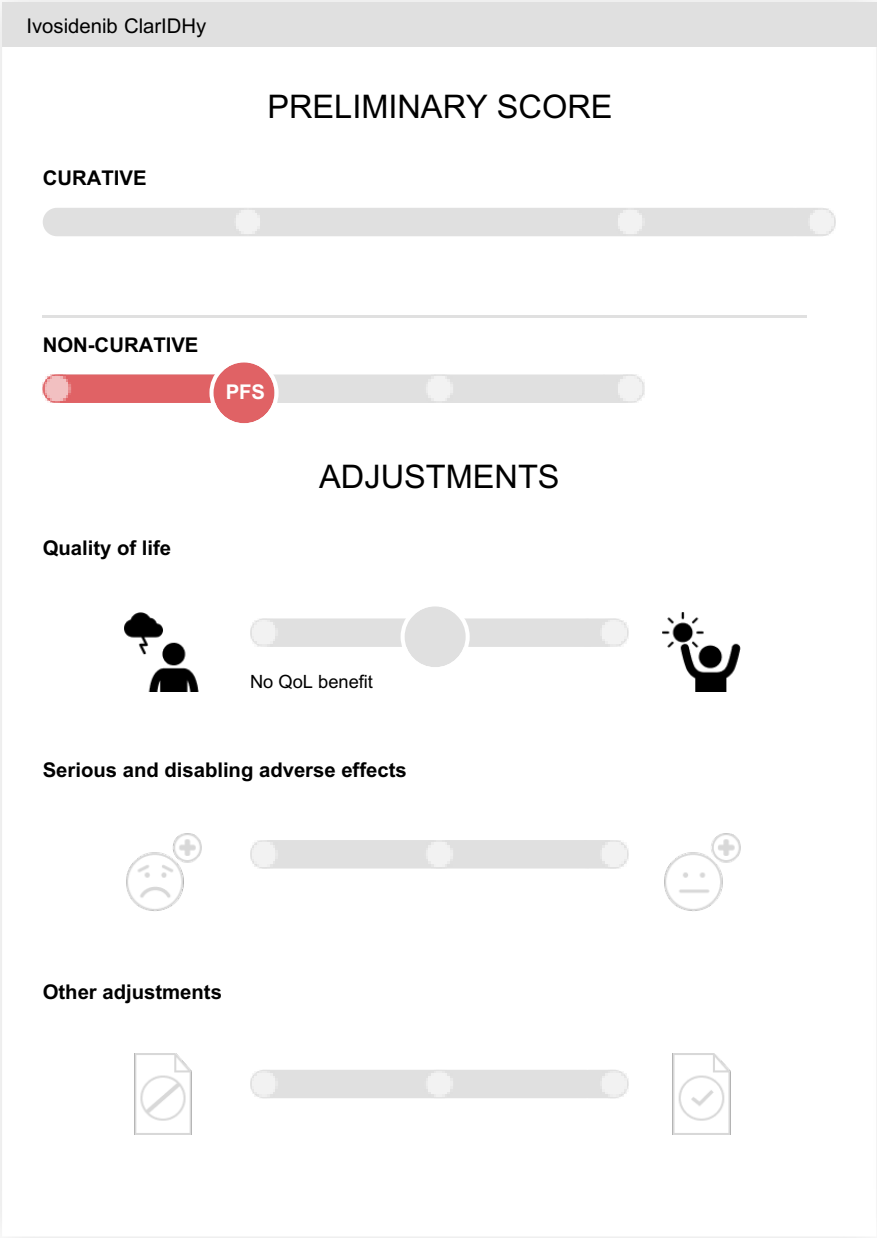 Ivosidenib ClarIDHy
PRELIMINARY SCORE
CURATIVE
NON-CURATIVE
PFS
ADJUSTMENTS
Quality of life
No QoL benefit
Serious and disabling adverse effects
Other adjustments